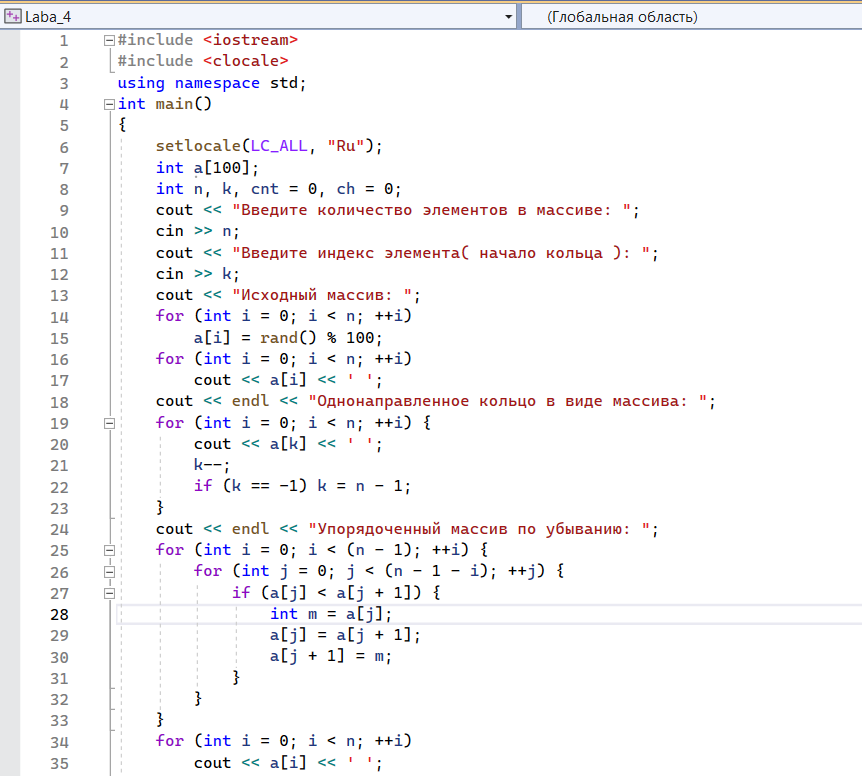 Laba_4 (Глобальная область)
1 #include <iostream>
2 #include <clocale>
3 using namespace std;
4 int main()
5 {
6 setlocale(LC_ALL, "Ru");
7 int a[100];
8 int n, k, cnt = 0, ch = 0;
9 cout << "Введите количество элементов в массиве: ";
10 cin >> n;
11 cout << "Введите индекс элемента( начало кольца ): ";
12 cin >> k;
13 cout << "Исходный массив: ";
14 for (int i = 0; i < n; ++i)
15 a[i] = rand() % 100;
16 for (int i = 0; i < n; ++i)
17 cout << a[i] << ' ';
18 cout << endl << "Однонаправленное кольцо в виде массива: ";
19 for (int i = 0; i < n; ++i) {
20 cout << a[k] << ' ';
21 k--;
22 if (k == -1) k = n - 1;
23 }
24 cout << endl << "Упорядоченный массив по убыванию: ";
25 for (int i = 0; i < (n - 1); ++i) {
26 for (int j = 0; j < (n - 1 - i); ++j) {
27 if (a[j] < a[j + 1]) {
28 int m = a[j];
29 a[j] = a[j + 1];
30 a[j + 1] = m;
31 }
32 }
33 }
34 for (int i = 0; i < n; ++i)
35 cout << a[i] << ' ';